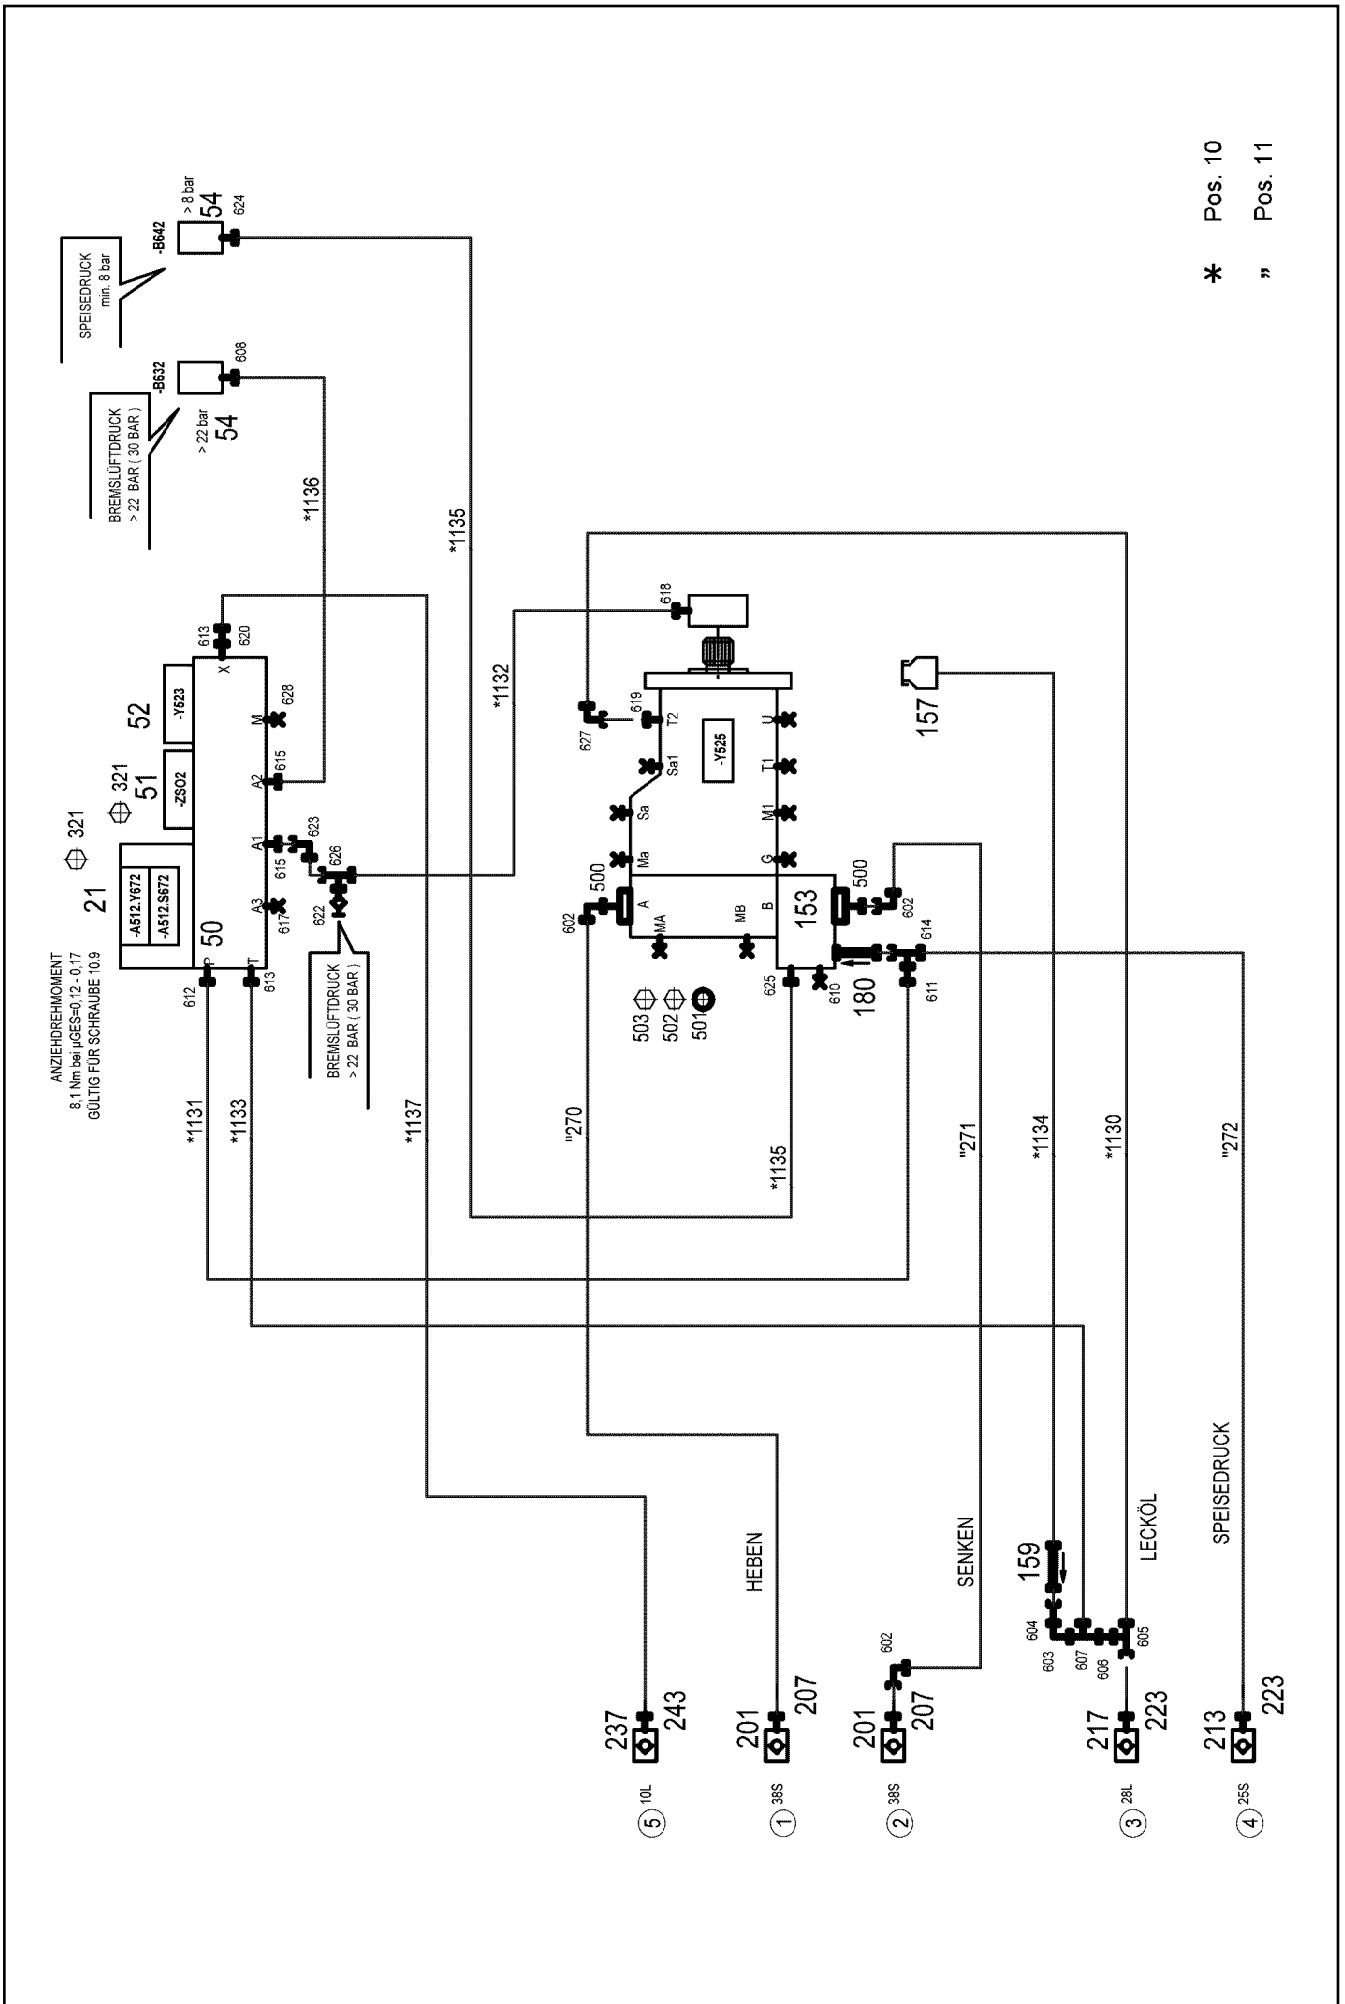 ANZIEHDREHMOMENT
8,1 Nm bei µGES=0,12 - 0,17
GÜLTIG FÜR SCHRAUBE 10.9
21
321
321
-A512.Y672
-A512.S672
51
-ZSO2
52
-Y523
50
P
T
A3
A1
A2
M
X
612
613
617
615
623
615
628
613
620
622
626
BREMSLÜFTDRUCK
> 22 BAR ( 30 BAR )
BREMSLÜFTDRUCK
> 22 BAR ( 30 BAR )
-B632
> 22 bar
54
608
SPEISEDRUCK
min. 8 bar
-B642
> 8 bar
54
624
*1131
*1133
*1137
*1136
*1135
*1132
"270
*1135
"271
*1134
*1130
"272
602
500
A
MA
MB
B
Ma
Sa
Sa1
T2
619
627
618
-Y525
G
M1
T1
U
153
500
602
614
611
180
610
625
503
502
501
157
159
604
603
607
606
605
602
HEBEN
SENKEN
LECKÖL
SPEISEDRUCK
237
243
5 10L
201
207
1 38S
201
207
2 38S
217
223
3 28L
213
223
4 25S
* Pos. 10
" Pos. 11